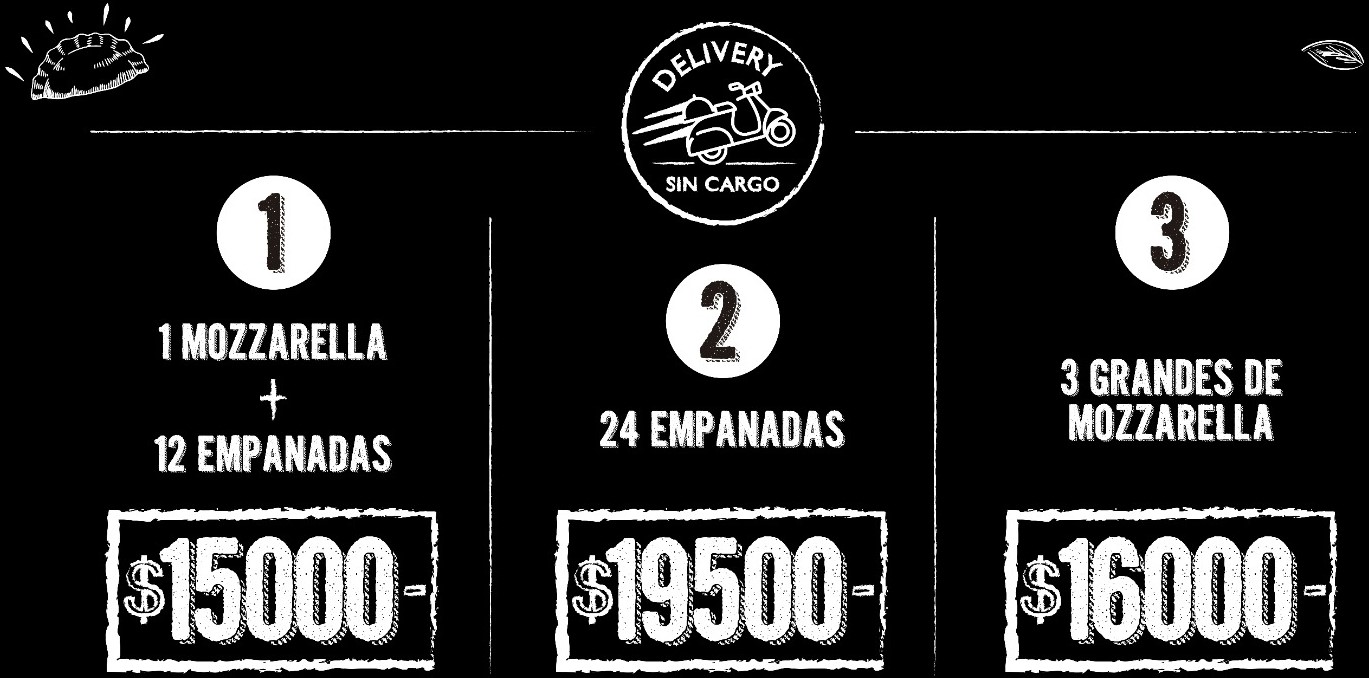 DELIVERY
SIN CARGO
1
1 MOZZARELLA
+
12 EMPANADAS
$15000-
2
24 EMPANADAS
$19500-
3
3 GRANDES DE
MOZZARELLA
$16000-